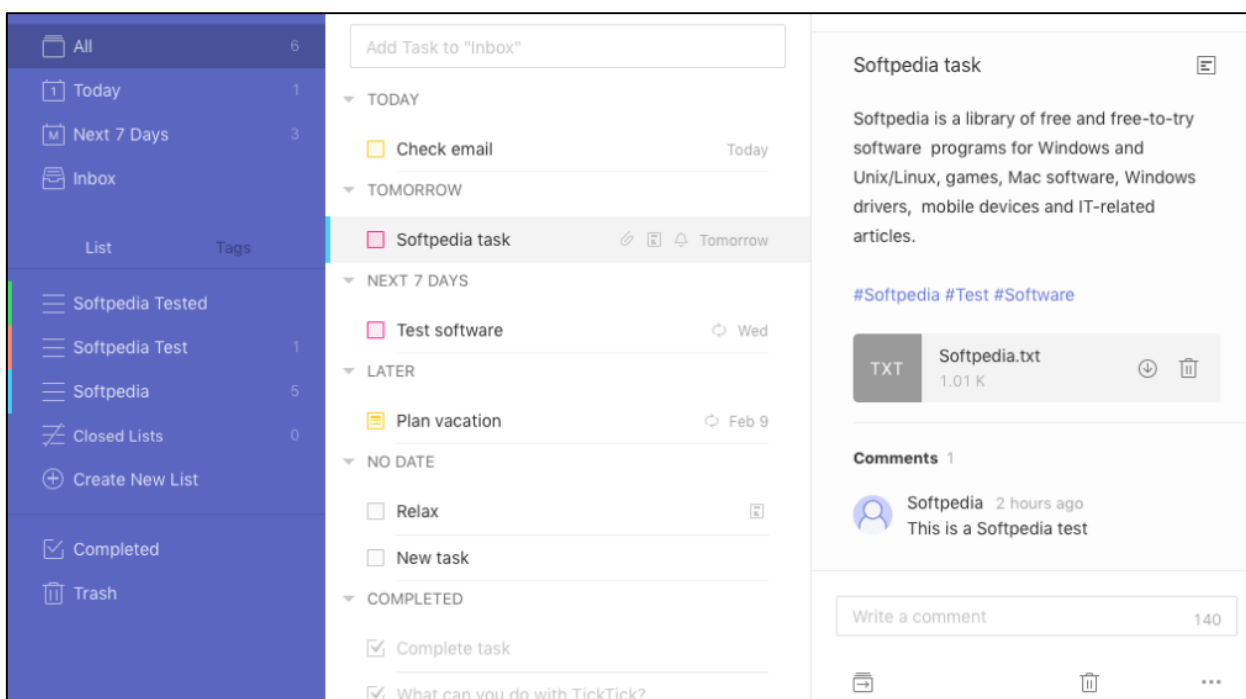 All 6
1 Today 1
M Next 7 Days 3
Inbox
List Tags
Softpedia Tested
Softpedia Test 1
Softpedia 5
Closed Lists 0
Create New List
Completed
Trash
Add Task to "Inbox"
TODAY
Check email Today
TOMORROW
Softpedia task Tomorrow
NEXT 7 DAYS
Test software Wed
LATER
Plan vacation Feb 9
NO DATE
Relax
New task
COMPLETED
Complete task
What can you do with TickTick?
Softpedia task
Softpedia is a library of free and free-to-try
software programs for Windows and
Unix/Linux, games, Mac software, Windows
drivers, mobile devices and IT-related
articles.
#Softpedia #Test #Software
TXT Softpedia.txt
1.01 K
Comments 1
Softpedia 2 hours ago
This is a Softpedia test
Write a comment 140